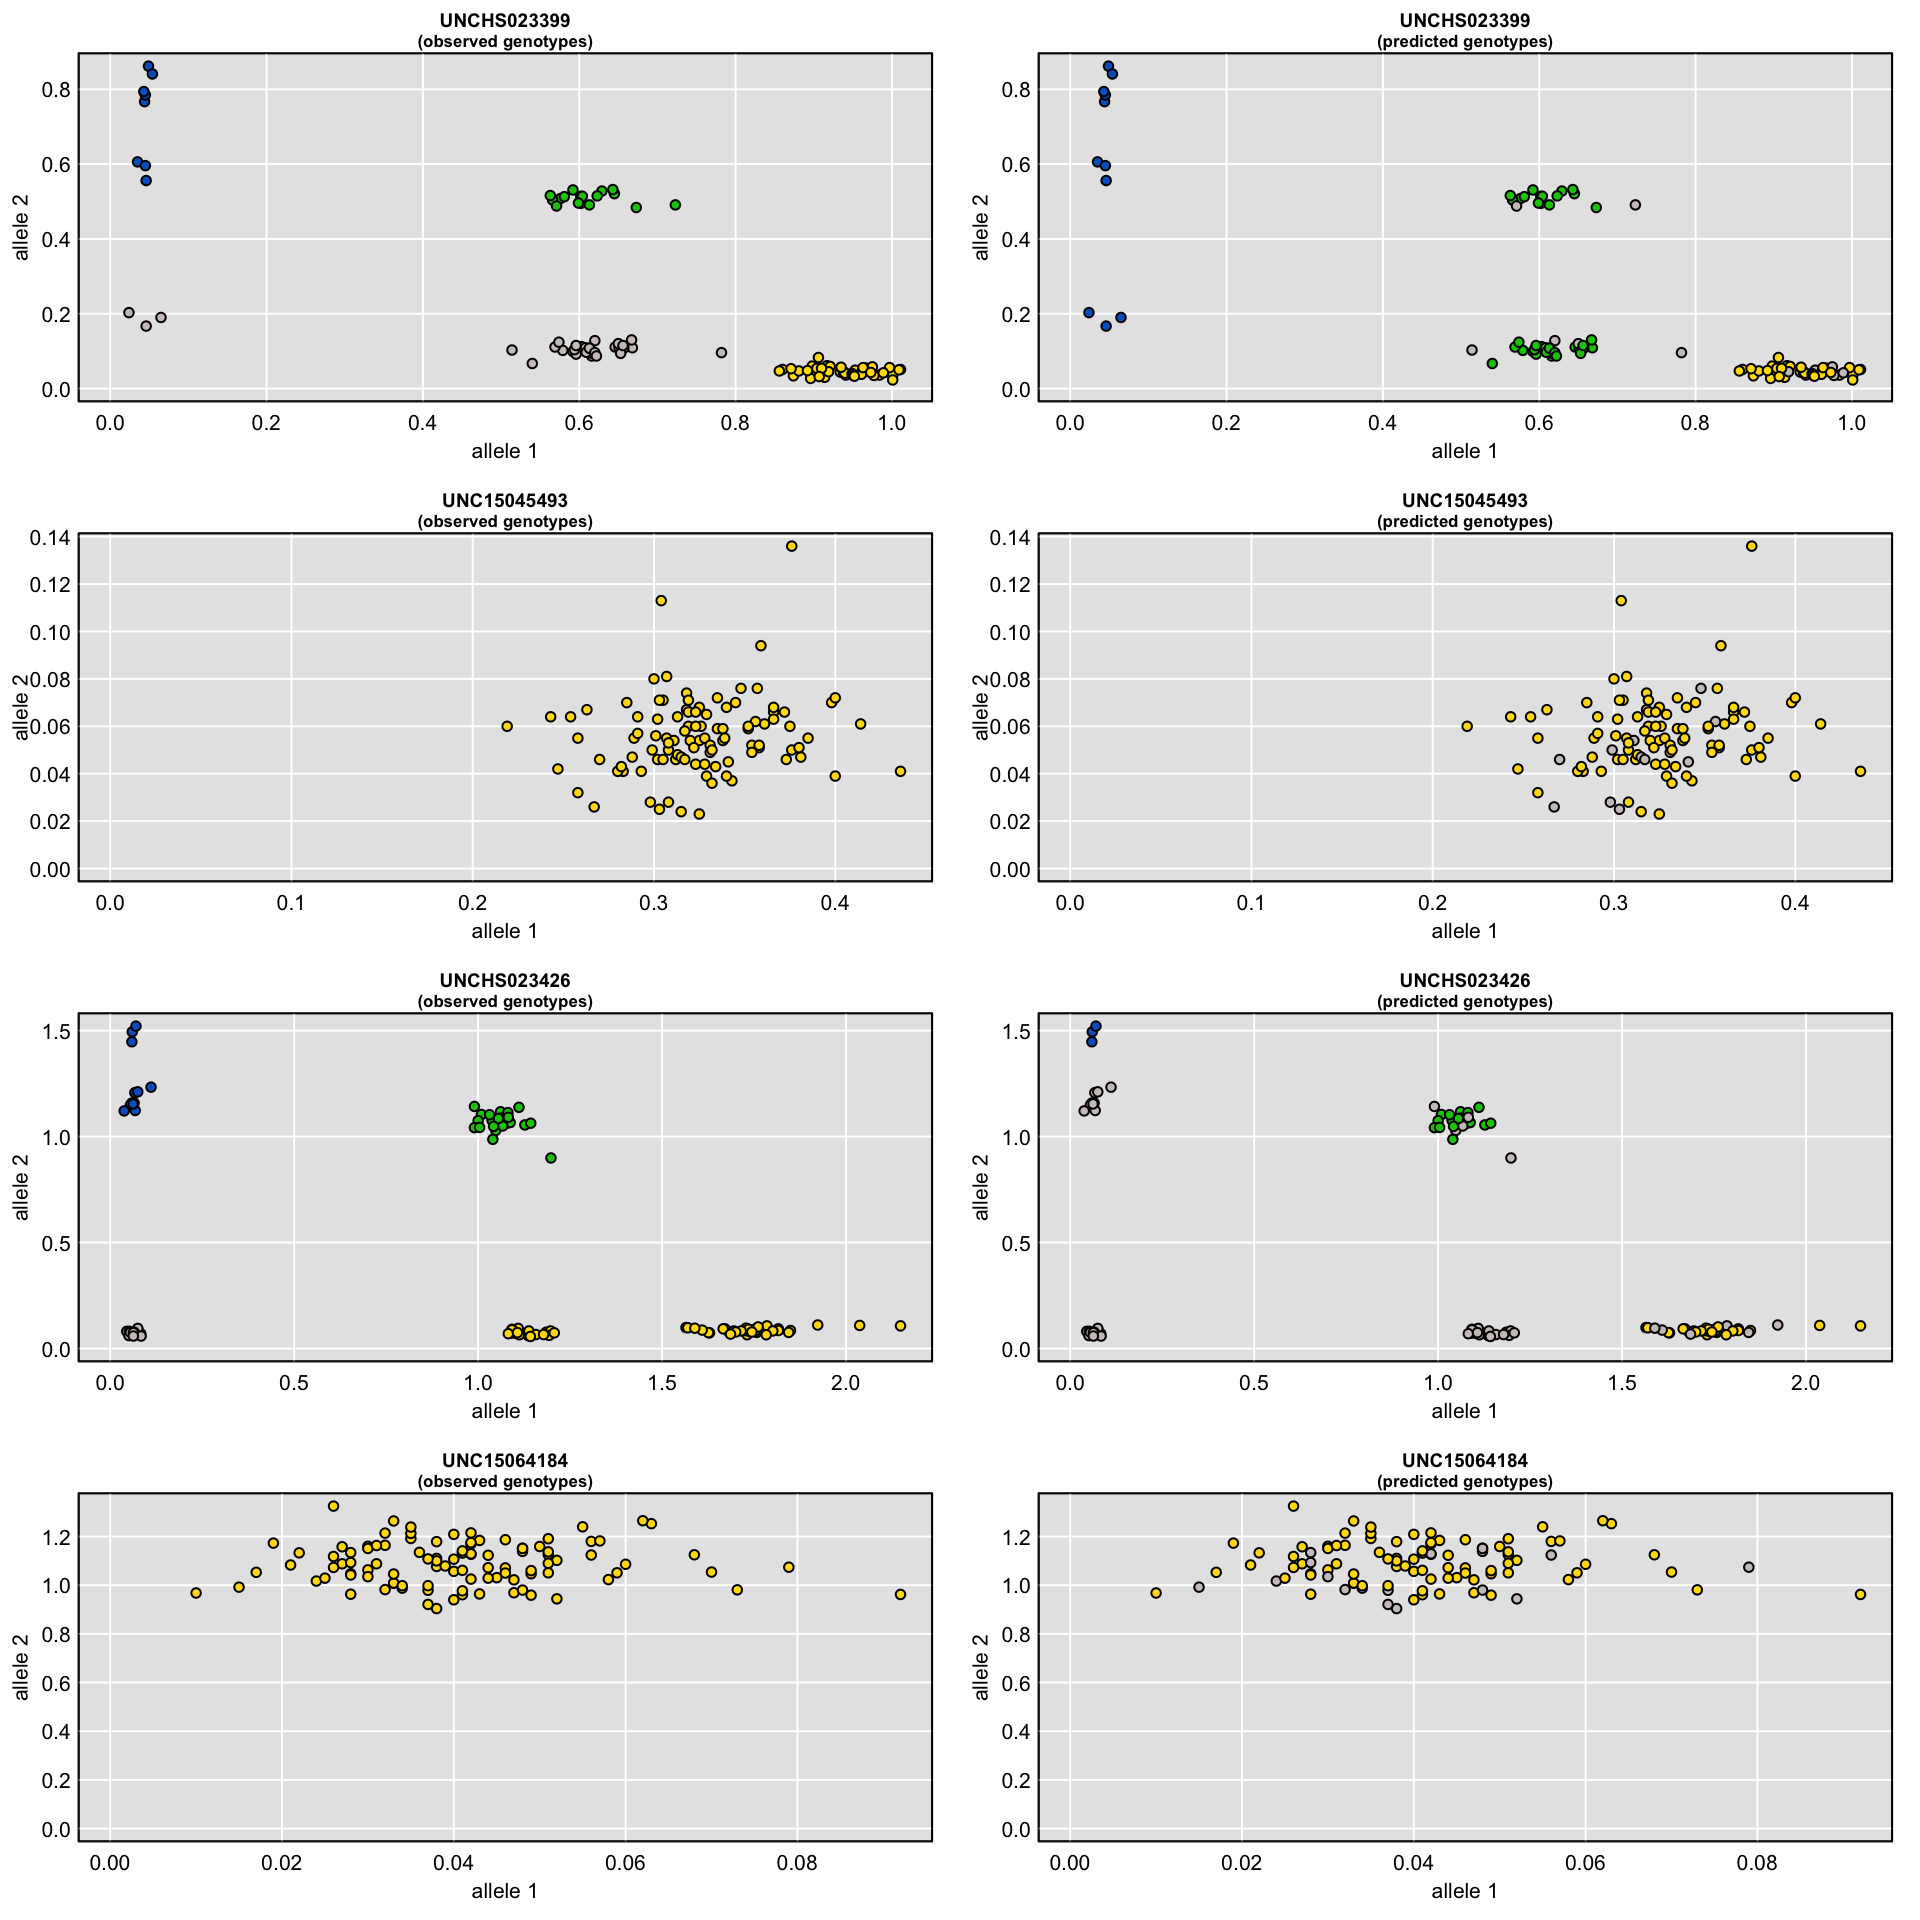 UNCHS023399
(observed genotypes)
allele 2
0.8
0.6
0.4
0.2
0.0
0.0 0.2 0.4 0.6 0.8 1.0
allele 1
UNCHS023399
(predicted genotypes)
allele 2
0.8
0.6
0.4
0.2
0.0
0.0 0.2 0.4 0.6 0.8 1.0
allele 1
UNC15045493
(observed genotypes)
allele 2
0.14
0.12
0.10
0.08
0.06
0.04
0.02
0.00
0.0 0.1 0.2 0.3 0.4
allele 1
UNC15045493
(predicted genotypes)
allele 2
0.14
0.12
0.10
0.08
0.06
0.04
0.02
0.00
0.0 0.1 0.2 0.3 0.4
allele 1
UNCHS023426
(observed genotypes)
allele 2
1.5
1.0
0.5
0.0
0.0 0.5 1.0 1.5 2.0
allele 1
UNCHS023426
(predicted genotypes)
allele 2
1.5
1.0
0.5
0.0
0.0 0.5 1.0 1.5 2.0
allele 1
UNC15064184
(observed genotypes)
allele 2
1.2
1.0
0.8
0.6
0.4
0.2
0.0
0.00 0.02 0.04 0.06 0.08
allele 1
UNC15064184
(predicted genotypes)
allele 2
1.2
1.0
0.8
0.6
0.4
0.2
0.0
0.00 0.02 0.04 0.06 0.08
allele 1